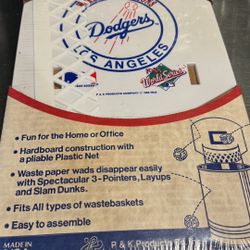 Dodgers
LOS ANGELES
World Series
• Fun for the Home or Office
• Hardboard construction with
a pliable Plastic Net
• Waste paper wads disappear easily
with Spectacular 3-Pointers, Layups
and Slam Dunks.
• Fits All types of wastebaskets
• Easy to assemble
MADE IN
P & K Products